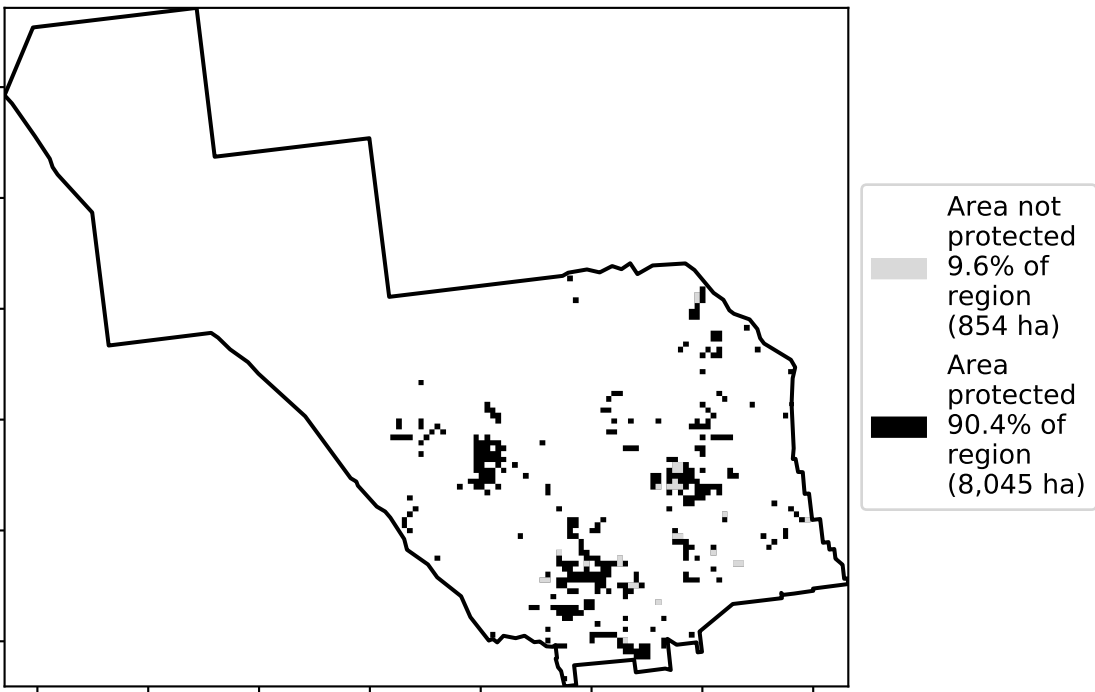 Area not
protected
9.6% of
region
(854 ha)
Area
protected
90.4% of
region
(8,045 ha)